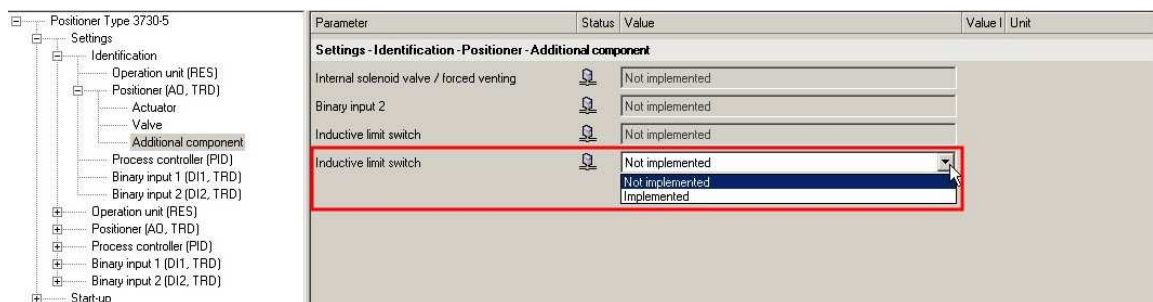 Positioner Type 3730-5
Settings
Identification
Operation unit (RES)
Positioner (AO, TRD)
Actuator
Valve
Additional component
Process controller (PID)
Binary input 1 (DI1, TRD)
Binary input 2 (DI2, TRD)
Operation unit (RES)
Positioner (AO, TRD)
Process controller (PID)
Binary input 1 (DI1, TRD)
Binary input 2 (DI2, TRD)
Start-up
Parameter Status Value Value I Unit
Settings - Identification - Positioner - Additional component
Internal solenoid valve / forced venting Not implemented
Binary input 2 Not implemented
Inductive limit switch Not implemented
Inductive limit switch Not implemented
Not implemented
Implemented